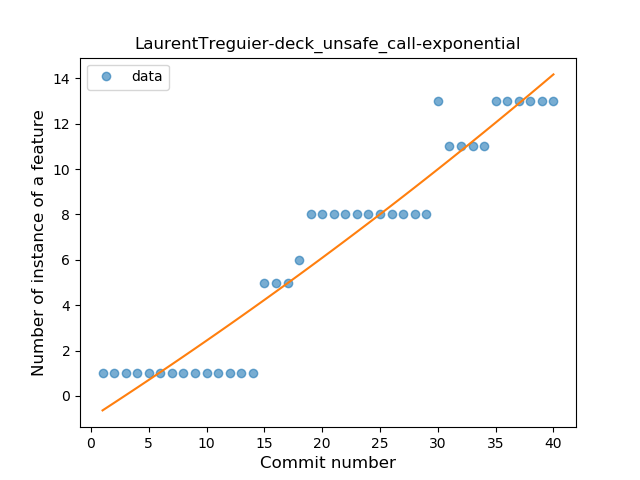 LaurentTreguier-deck_unsafe_call-exponential
data
Number of instance of a feature
14
12
10
8
6
4
2
0
0 5 10 15 20 25 30 35 40
Commit number